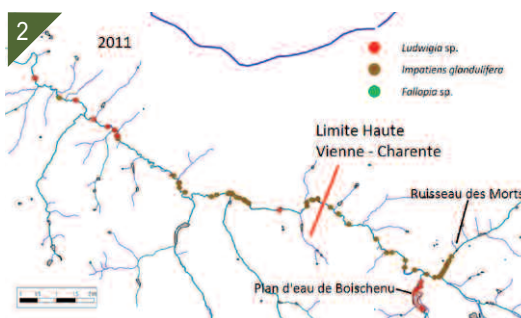 2
2011
Ludwigia sp.
Impatiens glandulifera
Fallopia sp.
Limite Haute
Vienne - Charente
Ruisseau des Morts
Plan d'eau de Boischenu